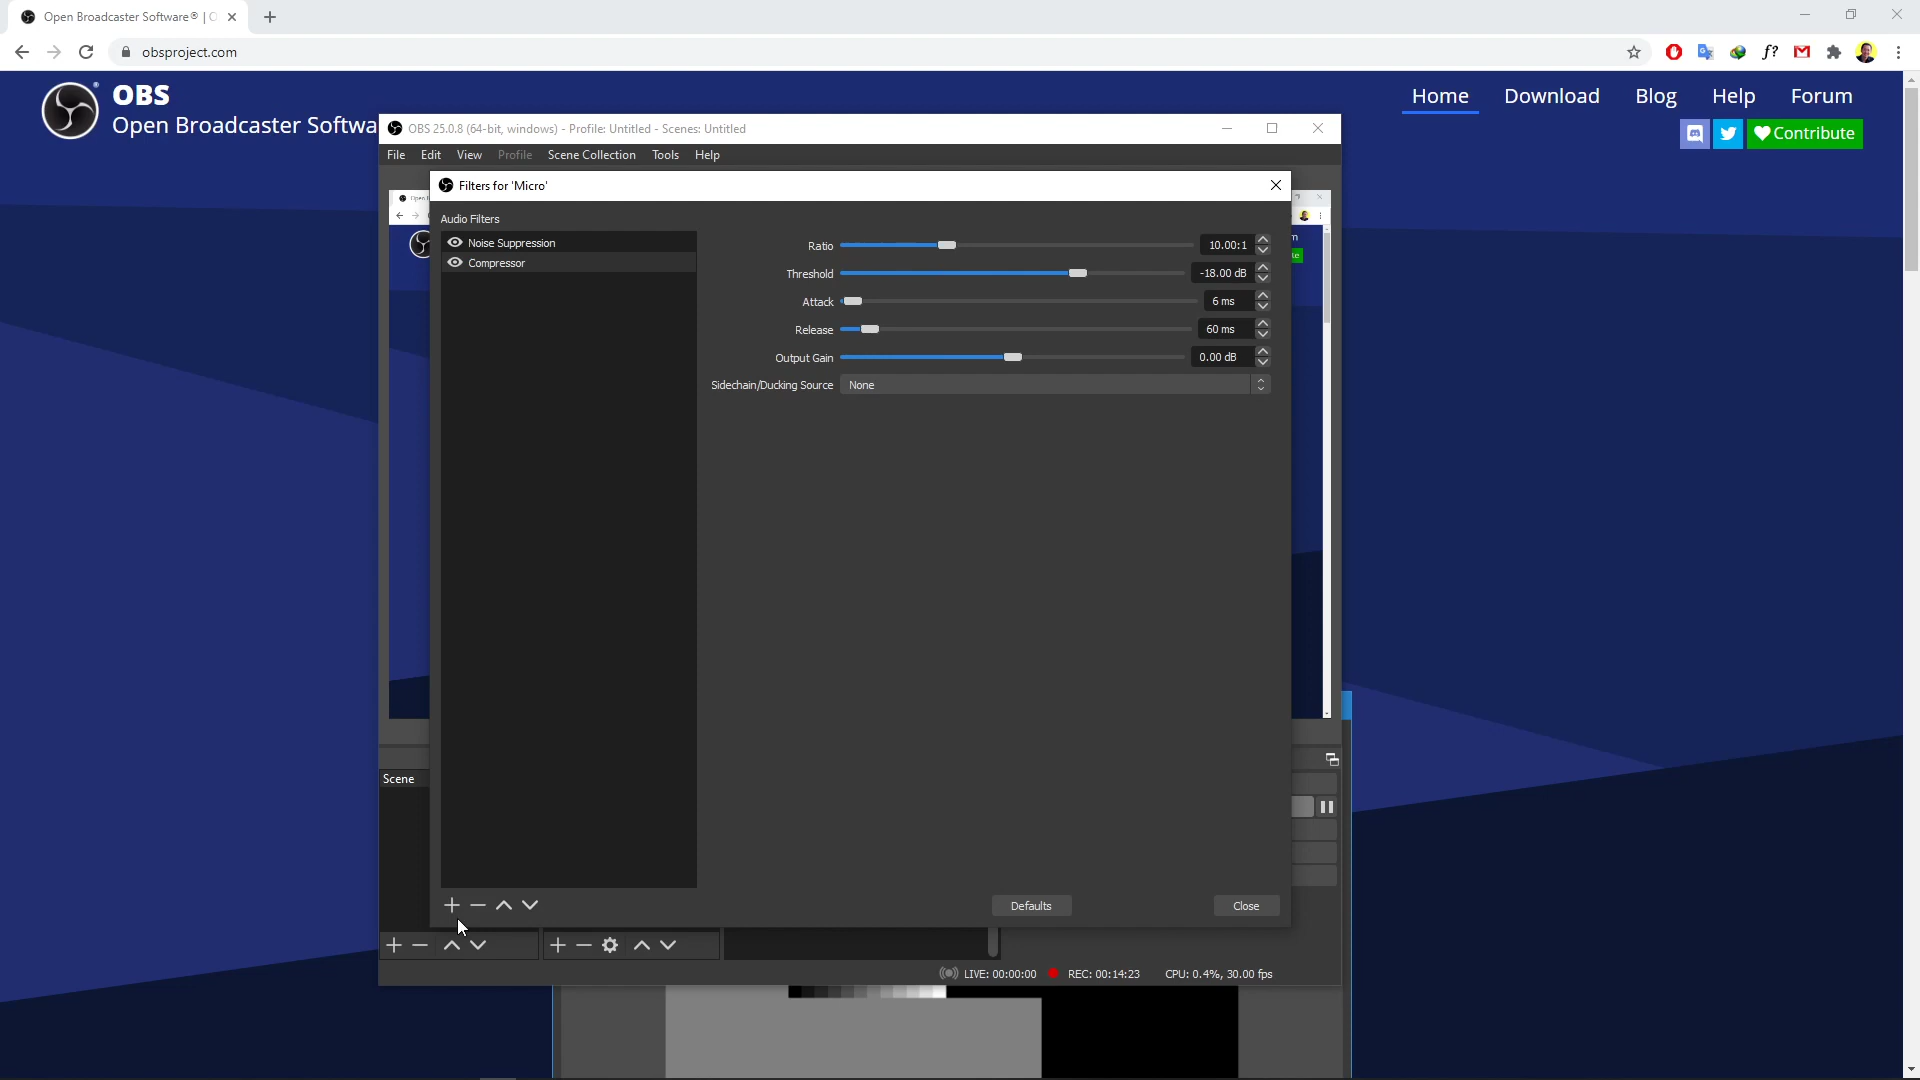 Open Broadcaster Software® | O
obsproject.com
f?
OBS
Open Broadcaster Softwa
Home Download Blog Help Forum
Contribute
OBS 25.0.8 (64-bit, windows) - Profile: Untitled - Scenes: Untitled
File Edit View Profile Scene Collection Tools Help
Filters for 'Micro'
Audio Filters
Noise Suppression
Compressor
Ratio 10.00:1
Threshold -18.00 dB
Attack 6 ms
Release 60 ms
Output Gain 0.00 dB
Sidechain/Ducking Source None
Scene
Defaults Close
LIVE: 00:00:00 REC: 00:14:23 CPU: 0.4%, 30.00 fps